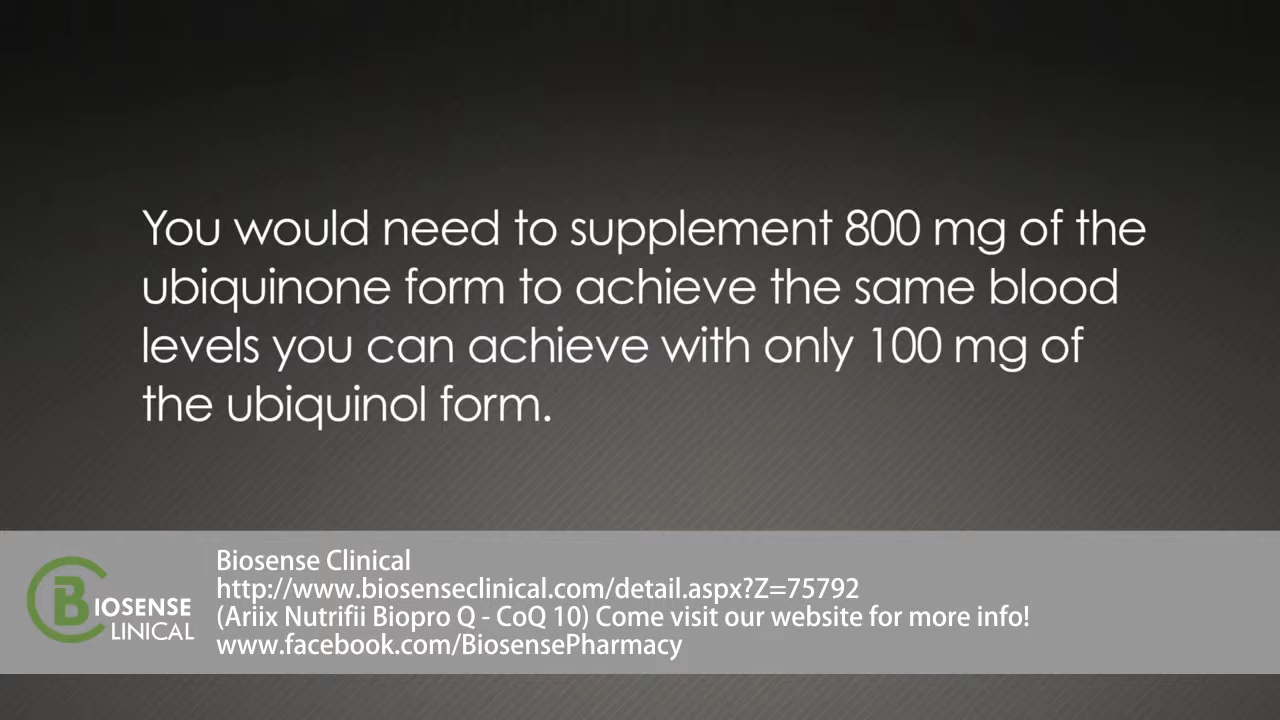 You would need to supplement 800 mg of the
ubiquinone form to achieve the same blood
levels you can achieve with only 100 mg of
the ubiquinol form.
Biosense Clinical
http://www.biosenseclinical.com/detail.aspx?Z=75792
(Ariix Nutrifii Biopro Q - CoQ 10) Come visit our website for more info!
www.facebook.com/BiosensePharmacy
BIOSENSE
CLINICAL